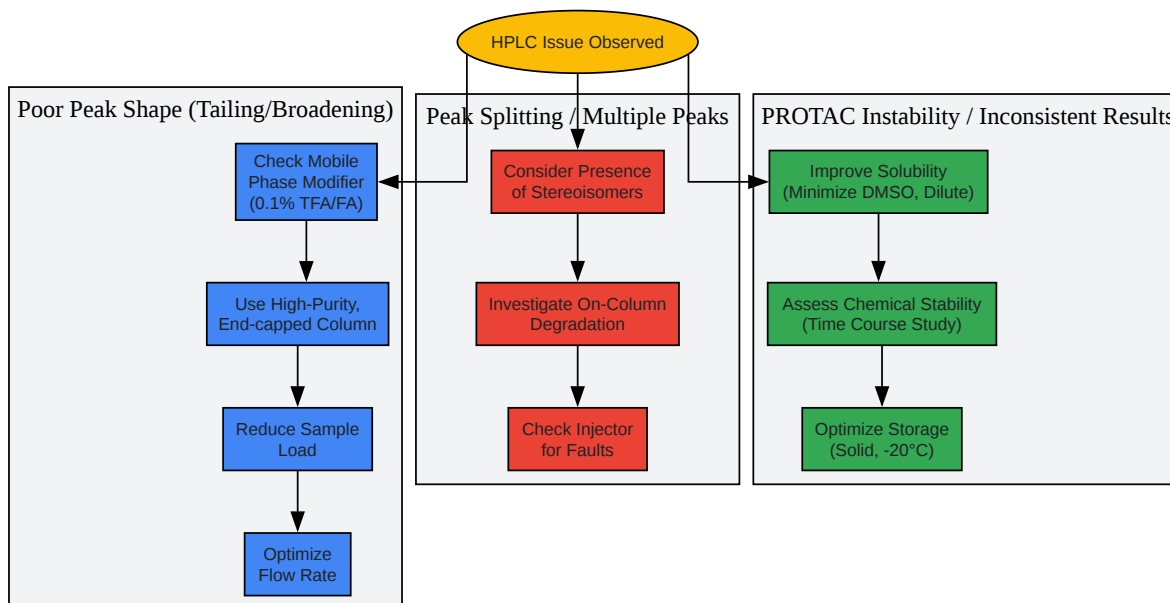 HPLC Issue Observed
Poor Peak Shape (Tailing/Broadening)
Check Mobile
Phase Modifier
(0.1% TFA/FA)
Use High-Purity,
End-capped Column
Reduce Sample
Load
Optimize
Flow Rate
Peak Splitting / Multiple Peaks
Consider Presence
of Stereoisomers
Investigate On-Column
Degradation
Check Injector
for Faults
PROTAC Instability / Inconsistent Results
Improve Solubility
(Minimize DMSO, Dilute)
Assess Chemical Stability
(Time Course Study)
Optimize Storage
(Solid, -20°C)